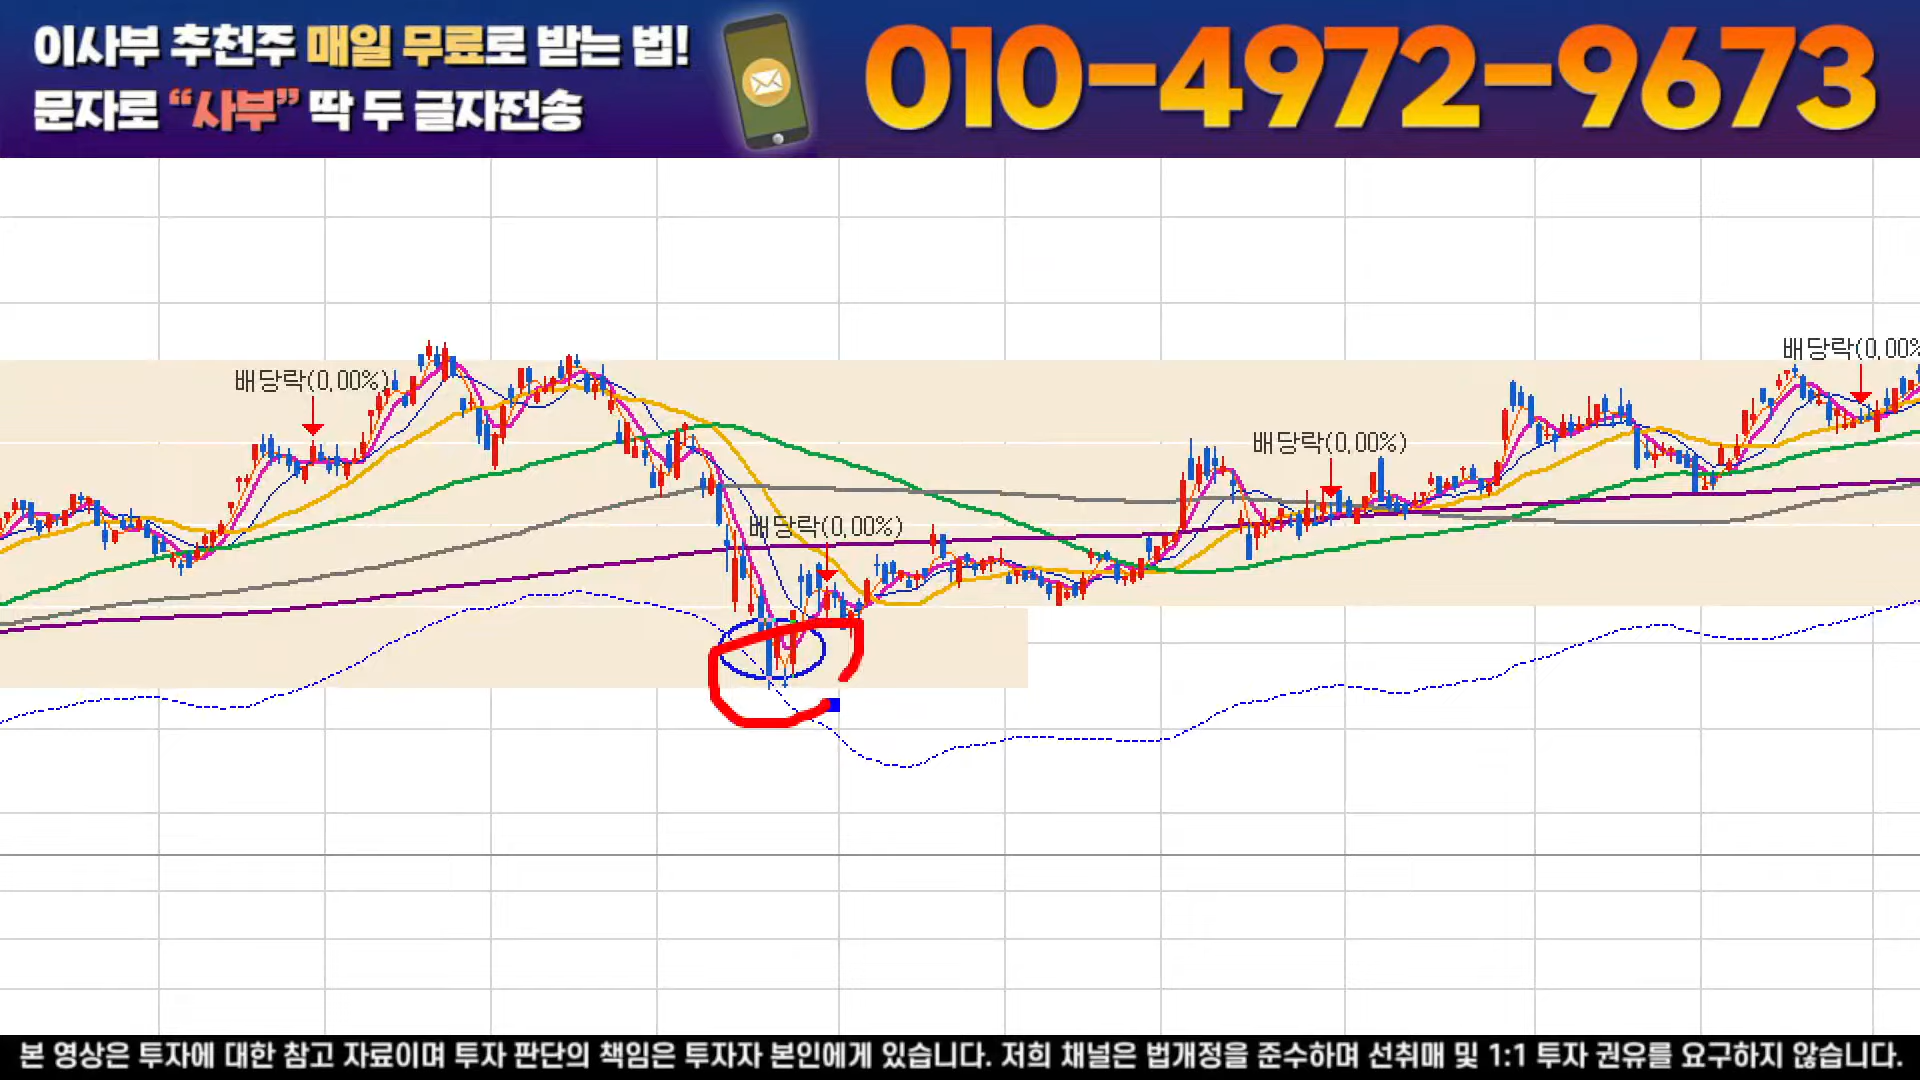 이사부 추천주 매일 무료로 받는 법!
문자로 “사부” 딱 두 글자전송
010-4972-9673
배당락(0,00%)
배당락(0,00%)
배당락(0,00%)
배당락(0,00%
본 영상은 투자에 대한 참고 자료이며 투자 판단의 책임은 투자자 본인에게 있습니다. 저희 채널은 법개정을 준수하며 선취매 및 1:1 투자 권유를 요구하지 않습니다.